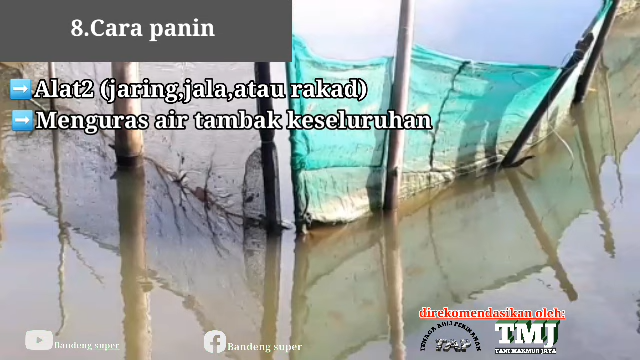 8.Cara panin
➡Alat2 (jaring,jala,atau rakad)
➡Menguras air tambak keseluruhan
direkomendasikan oleh:
TMJ
TANI MAKMUR JAYA
Bandeng super
Bandeng super